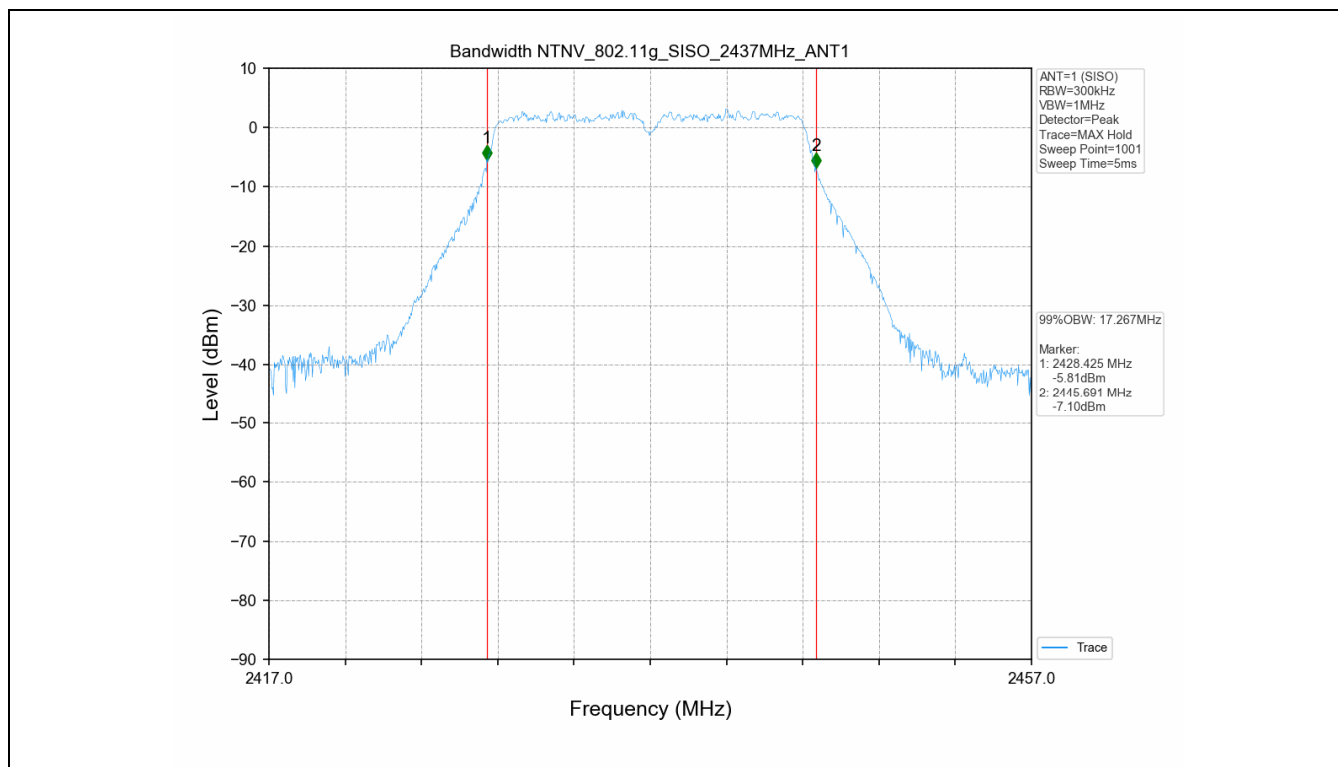 Bandwidth NTNV_802.11g_SISO_2437MHz_ANT1
10
0
−10
−20
−30
−40
−50
−60
−70
−80
−90
Level (dBm)
1
2
2417.0
2457.0
Frequency (MHz)
ANT=1 (SISO)
RBW=300kHz
VBW=1MHz
Detector=Peak
Trace=MAX Hold
Sweep Point=1001
Sweep Time=5ms
99%OBW: 17.267MHz
Marker:
1: 2428.425 MHz
-5.81dBm
2: 2445.691 MHz
-7.10dBm
Trace